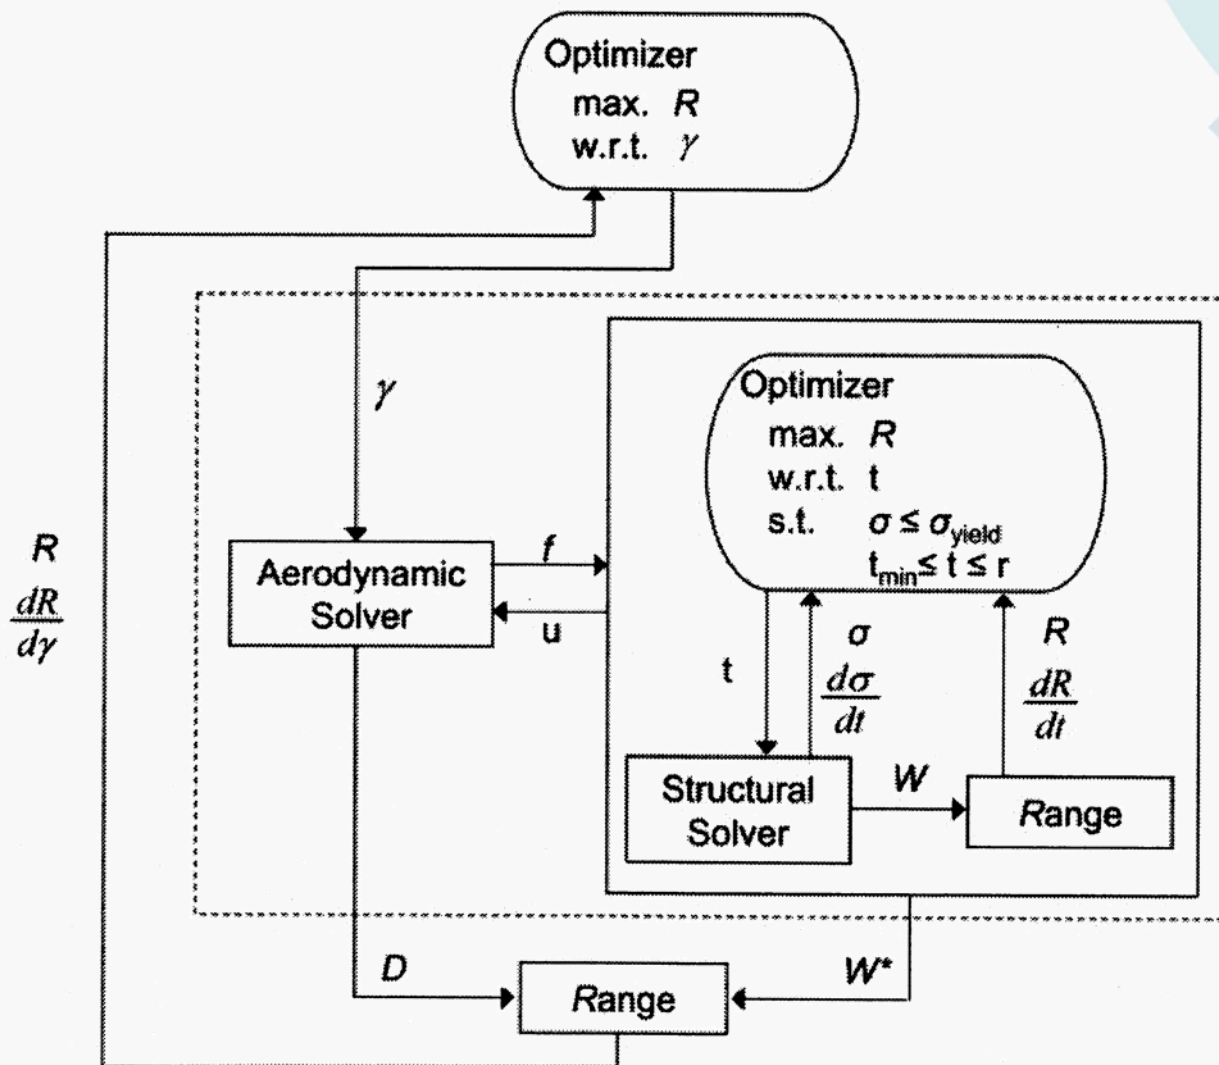 Optimizer
max. R
w.r.t. γ
γ
Optimizer
max. R
w.r.t. t
s.t. σ ≤ σyield
tmin ≤ t ≤ r
R
dR
dγ
Aerodynamic
Solver
f
u
t
σ
dσ
dt
R
dR
dt
Structural
Solver
W
Range
D
Range
W*